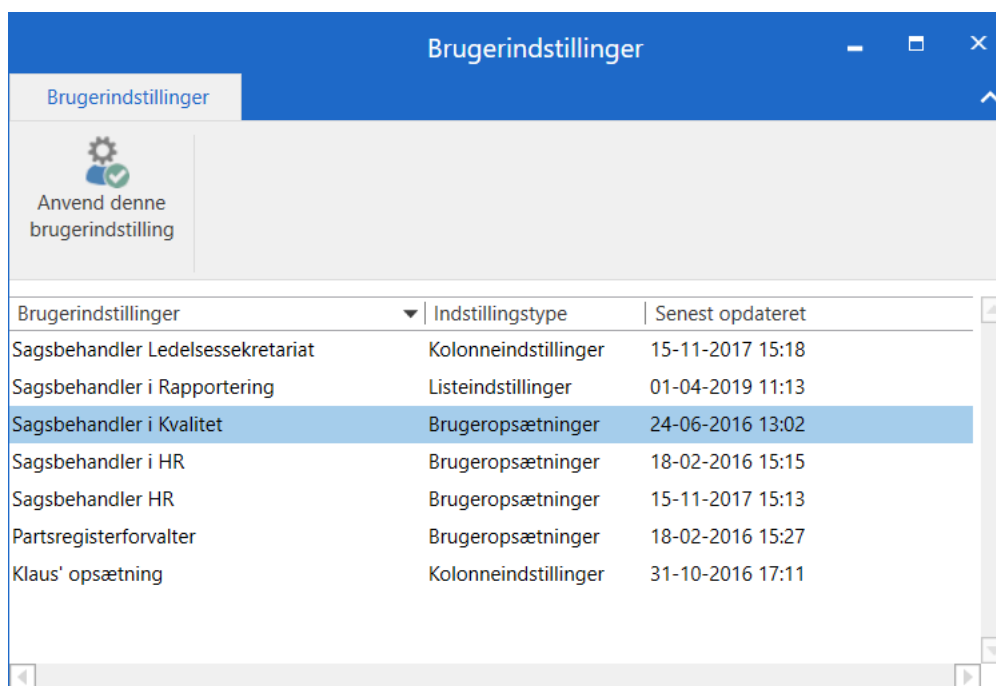 Brugerindstillinger
Brugerindstillinger
Anvend denne
brugerindstilling
Brugerindstillinger Indstillingstype Senest opdateret
Sagsbehandler Ledelsessekretariat Kolonneindstillinger 15-11-2017 15:18
Sagsbehandler i Rapportering Listeindstillinger 01-04-2019 11:13
Sagsbehandler i Kvalitet Brugeropsætninger 24-06-2016 13:02
Sagsbehandler i HR Brugeropsætninger 18-02-2016 15:15
Sagsbehandler HR Brugeropsætninger 15-11-2017 15:13
Partsregisterforvalter Brugeropsætninger 18-02-2016 15:27
Klaus' opsætning Kolonneindstillinger 31-10-2016 17:11